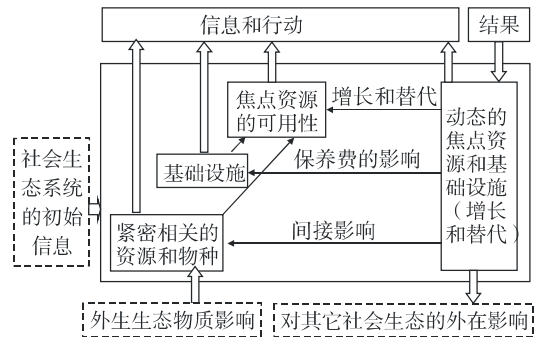 信息和行动
结果
焦点资源
的可用性
增长和替代
动态的
焦点资
源和基
础设施
（增长
和替代）
社会生
态系统
的初始
信息
基础设施
保养费的影响
紧密相关的
资源和物种
间接影响
外生生态物质影响
对其它社会生态的外在影响